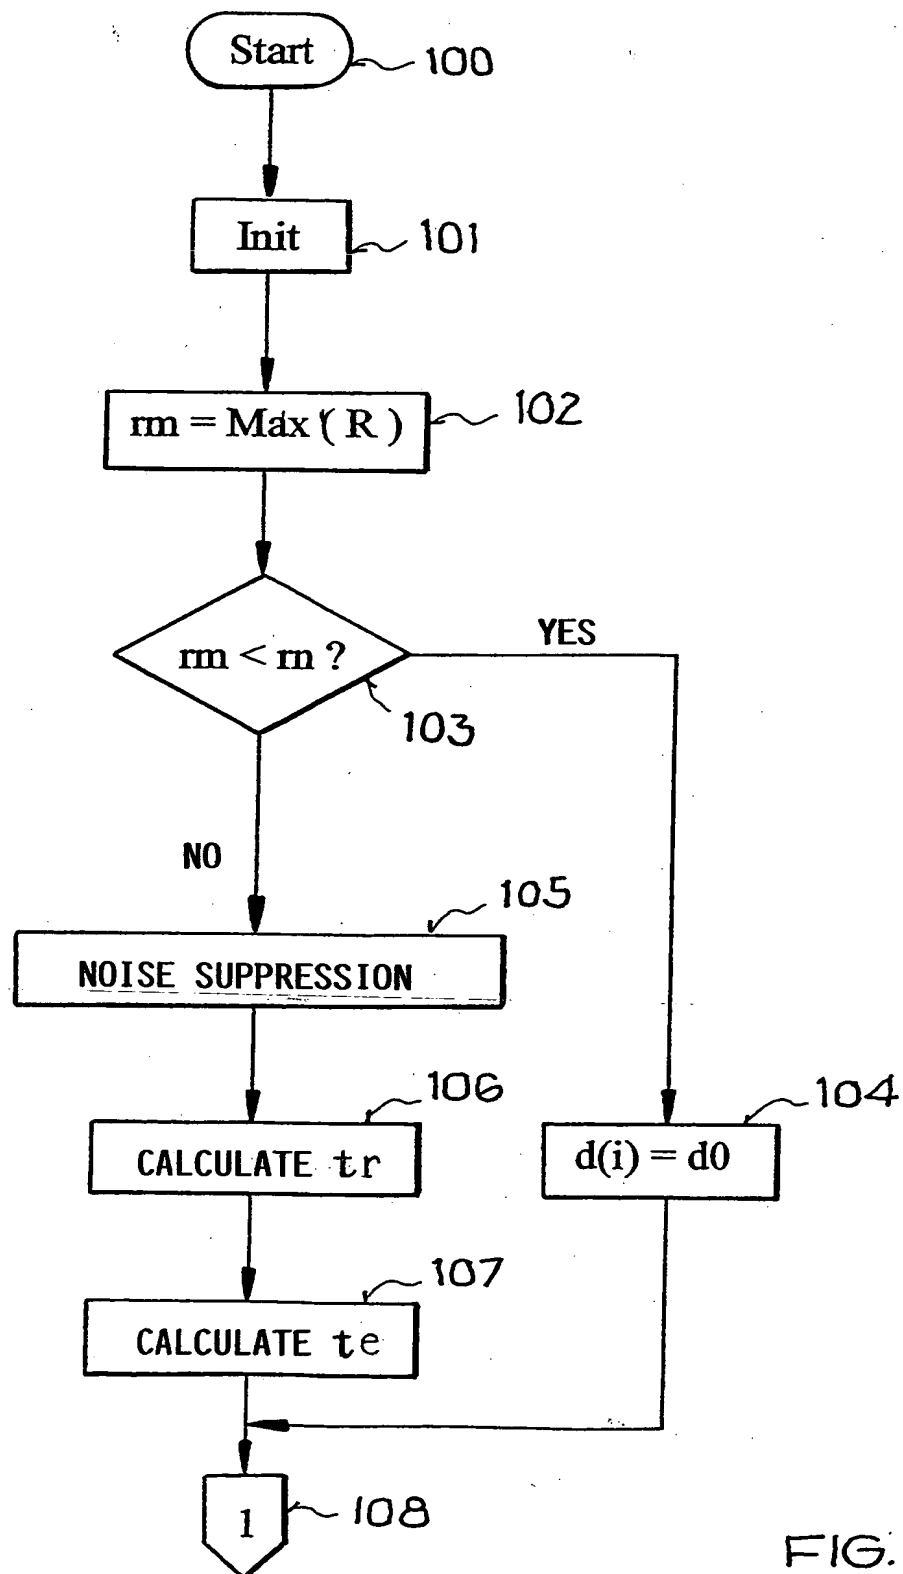 Start
100
Init
101
rm = Max ( R )
102
rm < rn ?
YES
103
NO
105
NOISE SUPPRESSION
106
CALCULATE tr
104
d(i) = d0
107
CALCULATE te
1
108
FIG.